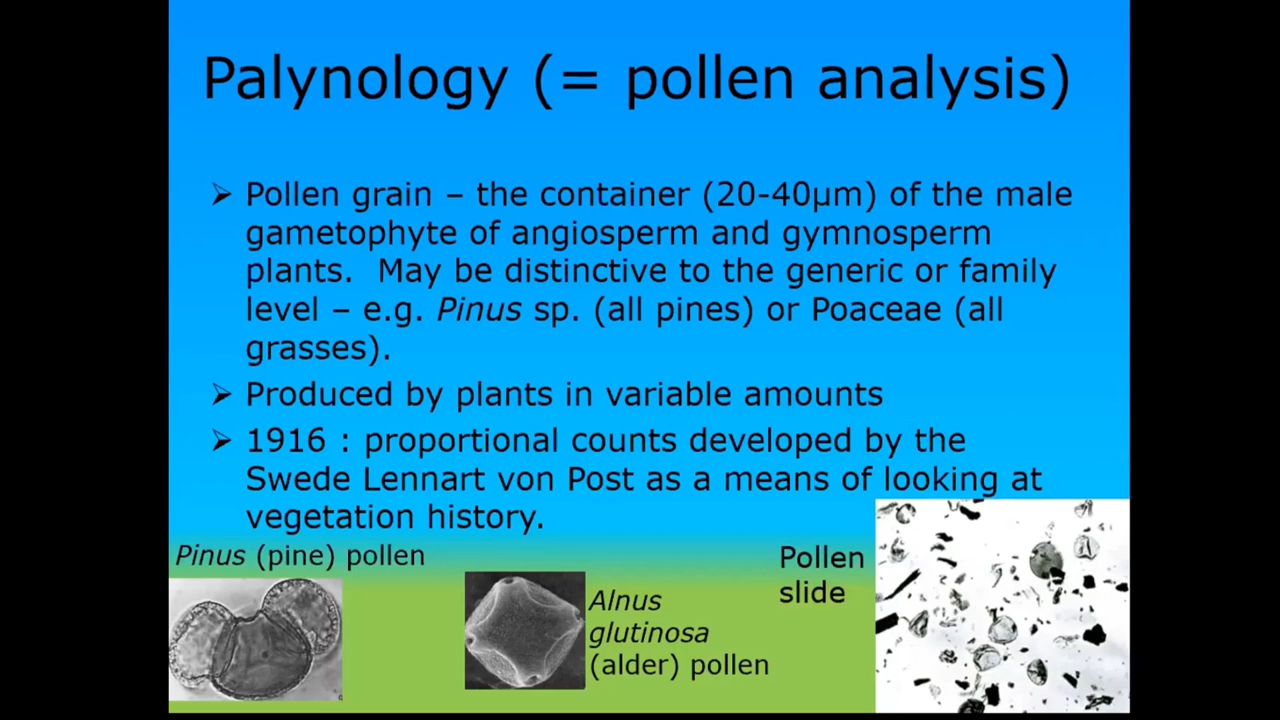 Palynology (= pollen analysis)
➢ Pollen grain – the container (20-40µm) of the male
gametophyte of angiosperm and gymnosperm
plants.  May be distinctive to the generic or family
level – e.g. Pinus sp. (all pines) or Poaceae (all
grasses).
➢ Produced by plants in variable amounts
➢ 1916 : proportional counts developed by the
Swede Lennart von Post as a means of looking at
vegetation history.
Pinus (pine) pollen
Alnus
glutinosa
(alder) pollen
Pollen
slide